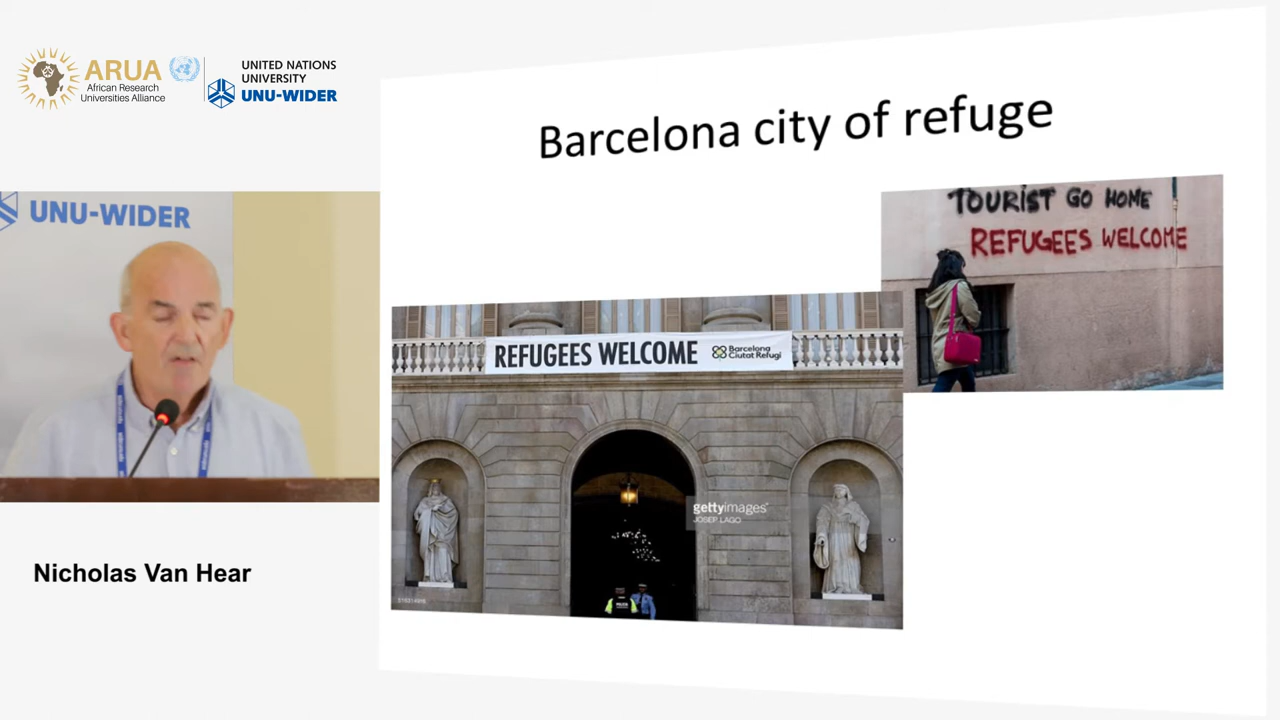 ARUA
African Research
Universities Alliance
UNITED NATIONS
UNIVERSITY
UNU-WIDER
UNU-WIDER
Nicholas Van Hear
Barcelona city of refuge
TOURIST GO HOME
REFUGEES WELCOME
REFUGEES WELCOME
Barcelona
Ciutat Refugi
gettyimages
JOSEP LAGO